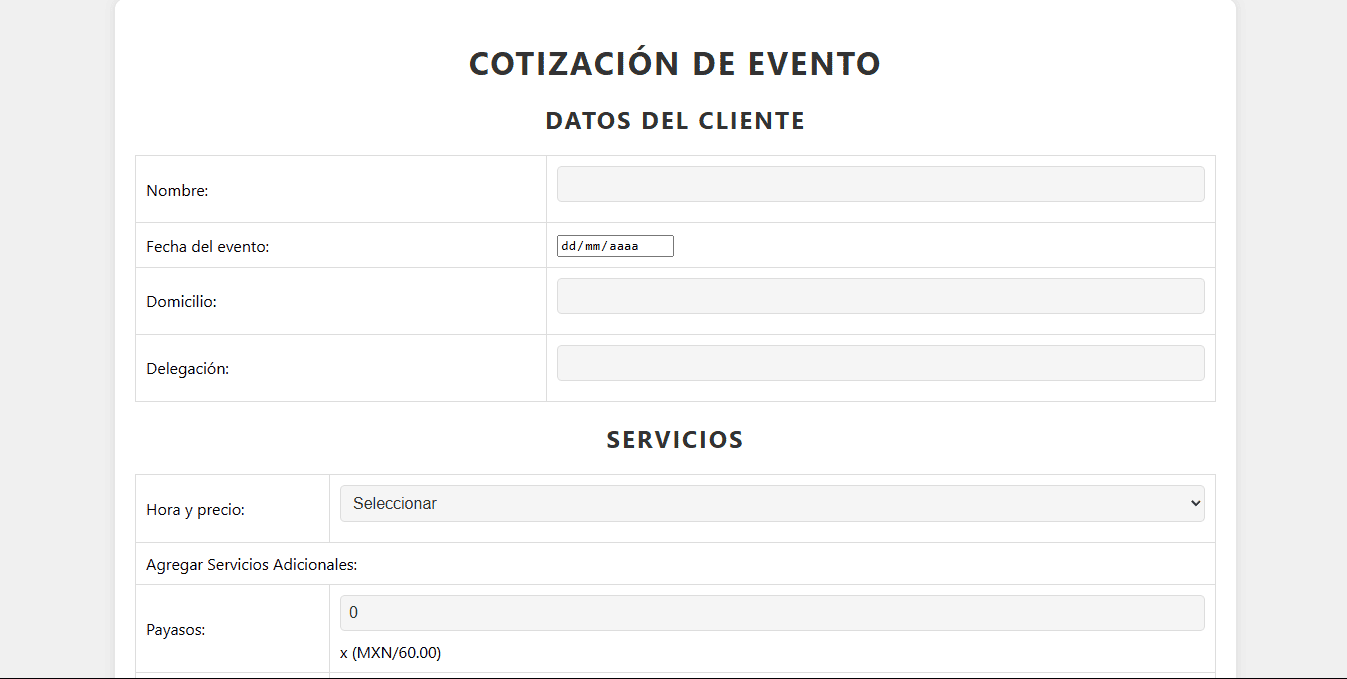 COTIZACIÓN DE EVENTO
DATOS DEL CLIENTE
Nombre:
Fecha del evento:
dd/mm/aaaa
Domicilio:
Delegación:
SERVICIOS
Hora y precio:
Seleccionar
Agregar Servicios Adicionales:
Payasos:
0
x (MXN/60.00)